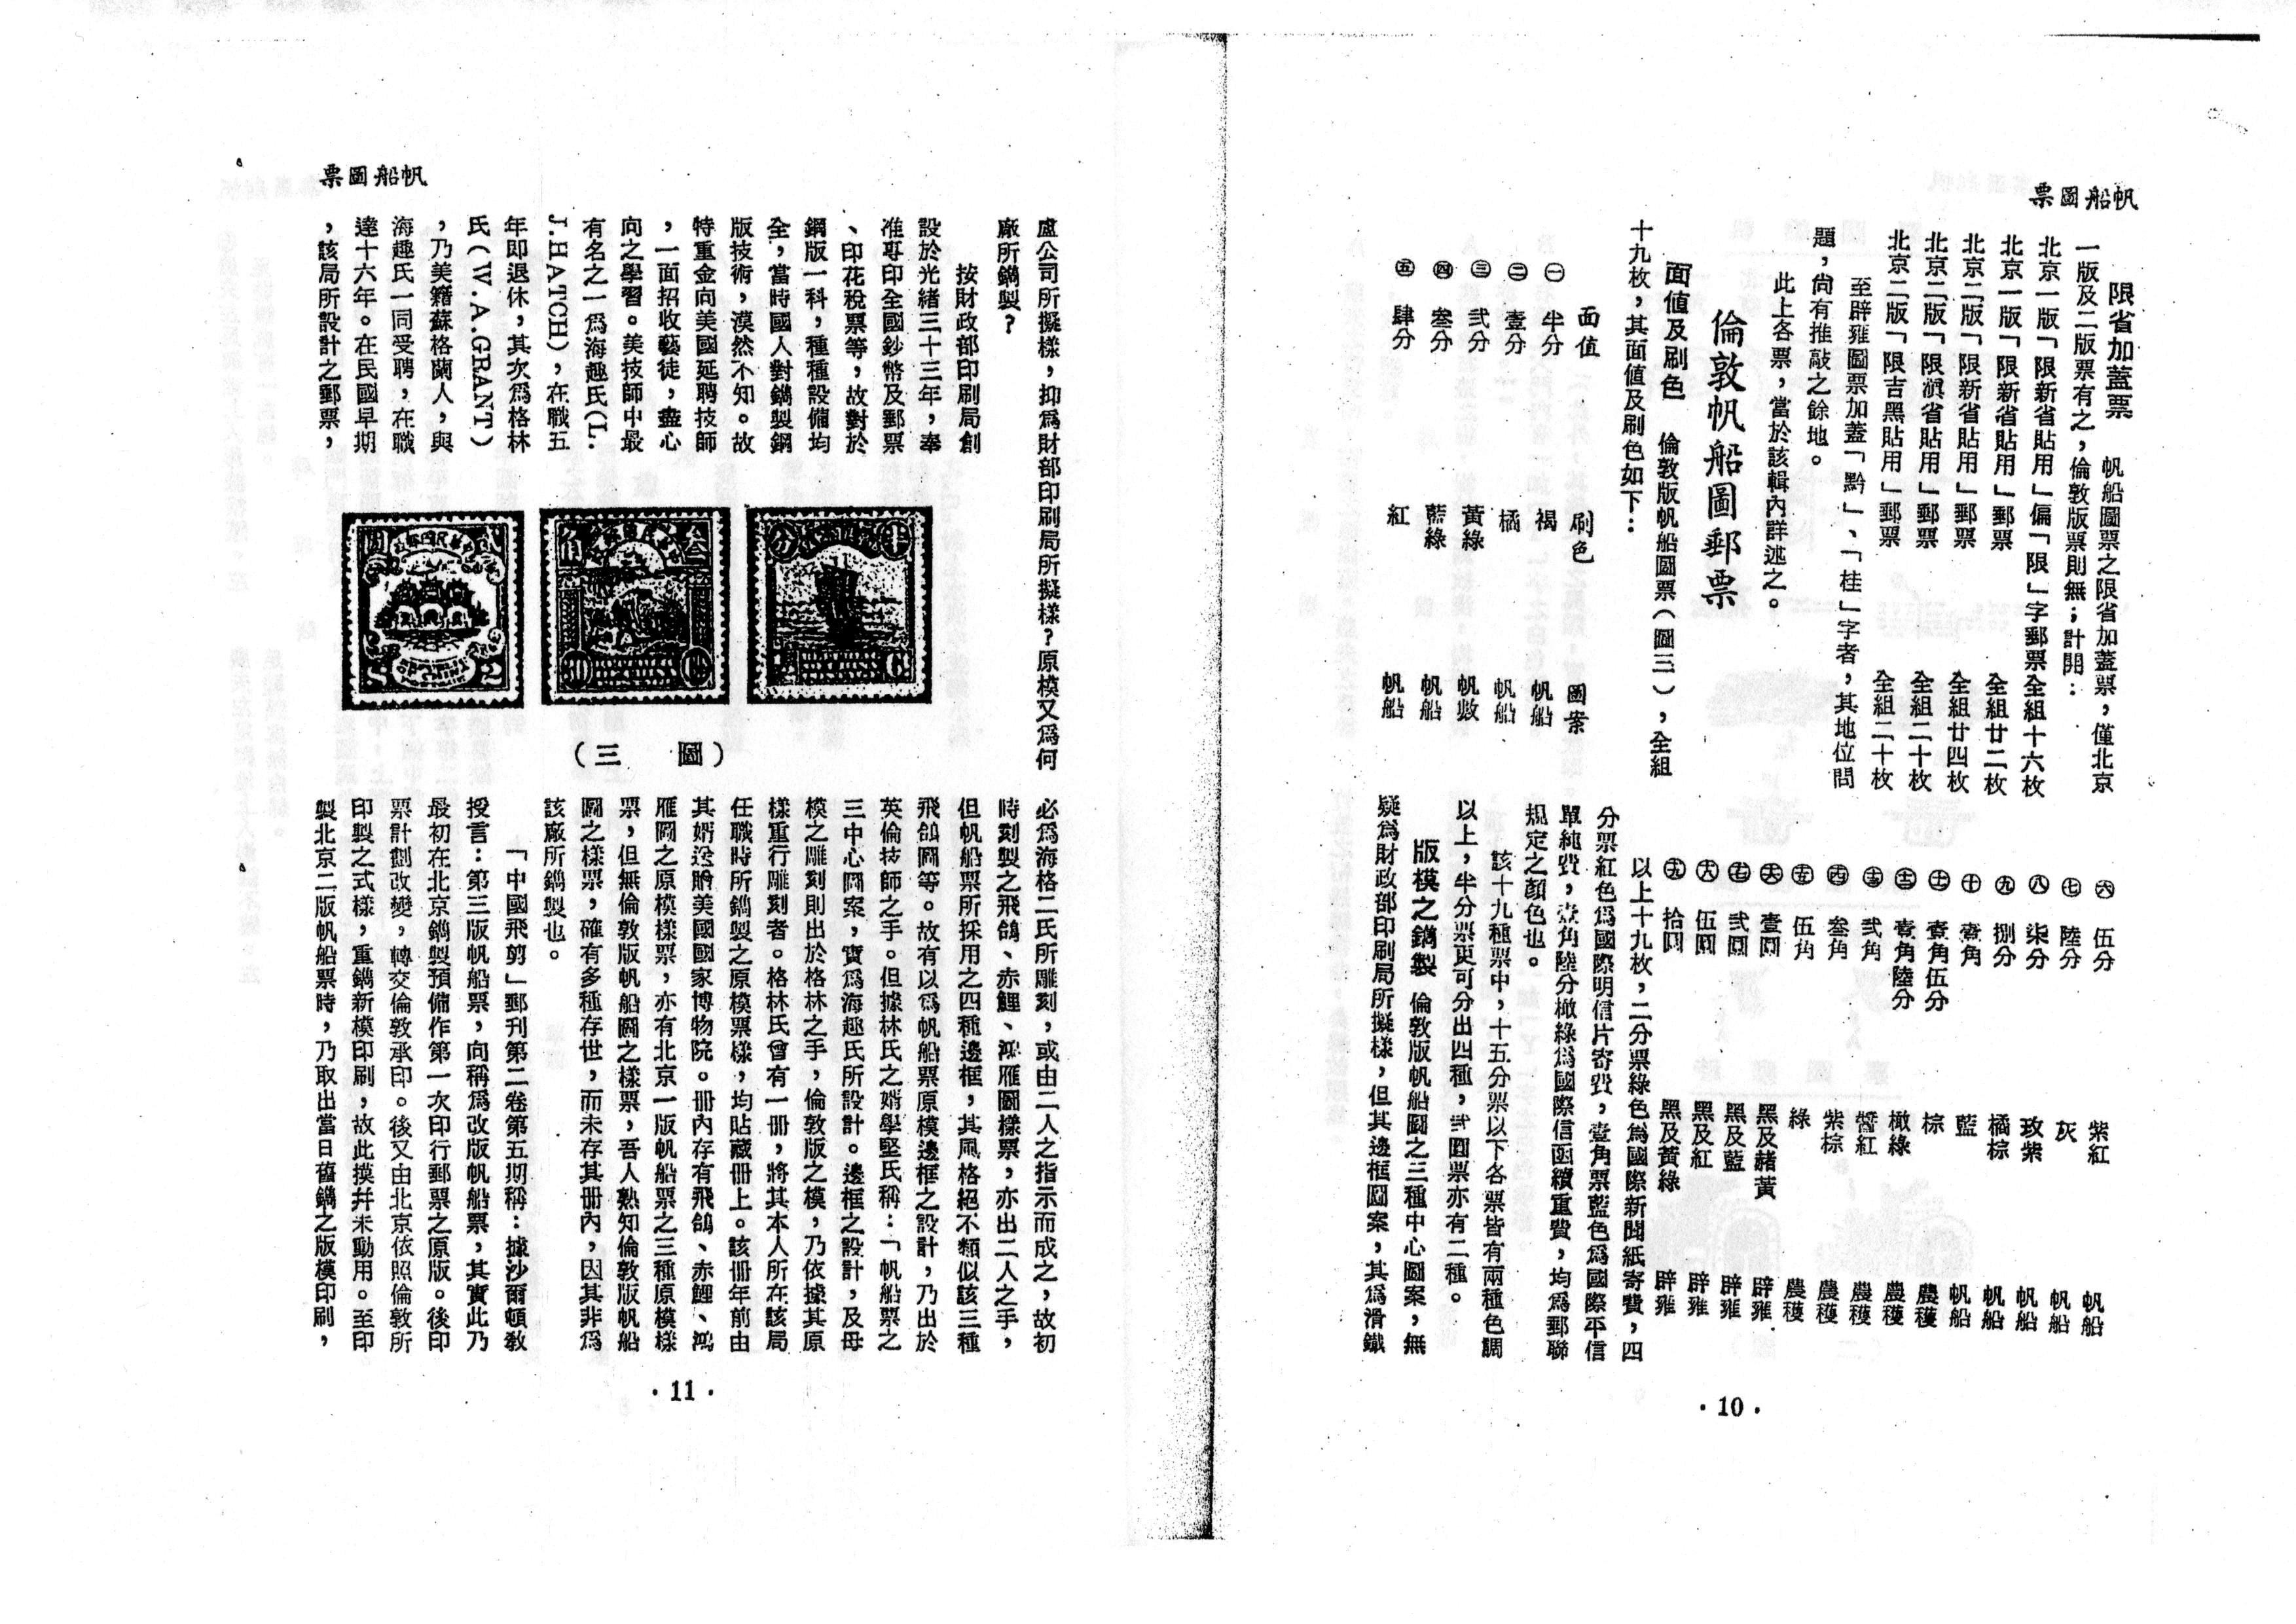 帆船圖票
限省加蓋票　帆船圖票之限省加蓋票，僅北京
一版及二版票有之，倫敦版票則無；計開：
北京一版「限新省貼用」偏「限」字郵票全組十六枚
北京一版「限新省貼用」郵票　全組廿二枚
北京二版「限新省貼用」郵票　全組廿四枚
北京二版「限滇省貼用」郵票　全組二十枚
北京二版「限吉黑貼用」郵票　全組二十枚
至辟雍圖票加蓋「黔」、「桂」字者，其地位問
題，尙有推敲之餘地。
此上各票，當於該輯內詳述之。
倫敦帆船圖郵票
面值及刷色　倫敦版帆船圖票（圖三），全組
十九枚，其面值及刷色如下：
面值　刷色　圖案
㊀　半分　褐　帆船
㊁　壹分　橘　帆船
㊂　弍分　黃綠　帆
㊃　叁分　藍綠　帆船
㊄　肆分　紅　帆船
㊅　伍分　紫紅　帆船
㊆　陸分　灰　帆船
㊇　柒分　玫紫　帆船
㊈　捌分　橘棕　帆船
㊉　壹角　藍　帆船
壹角伍分　棕　農穫
壹角陸分　橄綠　農穫
弍角　醬紅　農穫
叁角　紫棕　農穫
伍角　綠　農穫
壹圓　黑及赭黃　辟雍
弍圓　黑及藍　辟雍
伍圓　黑及紅　辟雍
拾圓　黑及黃綠　辟雍
以上十九枚，二分票綠色爲國際新聞紙寄費，四
分票紅色爲國際明信片寄費，壹角票藍色爲國際平信
單純費，壹角陸分橄綠爲國際信函續重費，均爲郵聯
規定之顏色也。
該十九種票中，十五分票以下各票皆有兩種色調
以上，半分票更可分出四種，弍圓票亦有二種。
版模之鐫製　倫敦版帆船圖之三種中心圖案，無
疑爲財政部印刷局所擬樣，但其邊框圖案，其爲滑鐵
·10·
帆船圖票
盧公司所擬樣，抑爲財部印刷局所擬樣？原模又爲何
廠所鐫製？
按財政部印刷局創
設於光緒三十三年，奉
准專印全國鈔幣及郵票
、印花稅票等，故對於
鋼版一科，種種設備均
全，當時國人對鐫製鋼
版技術，漠然不知。故
特重金向美國延聘技師
，一面招收藝徒，盡心
向之學習。美技師中最
有名之一爲海趣氏(L.
J.HATCH)，在職五
年即退休，其次爲格林
氏(W.A.GRANT)
，乃美籍蘇格蘭人，與
海趣氏一同受聘，在職
達十六年。在民國早期
，該局所設計之郵票，
（圖三）
必爲海格二氏所雕刻，或由二人之指示而成之，故初
時刻製之飛鴿、赤鯉、鴻雁圖樣票，亦出二人之手，
但帆船票所採用之四種邊框，其風格絕不類似該三種
飛鴿圖等。故有以爲帆船票原模邊框之設計，乃出於
英倫技師之手。但據林氏之婿學堅氏稱：「帆船票之
三中心圖案，實爲海趣氏所設計。邊框之設計，及母
模之雕刻則出於格林之手，倫敦版之模，乃依據其原
樣重行雕刻者。格林氏曾有一冊，將其本人所在該局
任職時所鐫製之原模票樣，均貼藏冊上。該冊年前由
其婿送贈美國國家博物院。冊內存有飛鴿、赤鯉、鴻
雁圖之原模樣票，亦有北京一版帆船票之三種原模樣
票，但無倫敦版帆船圖之樣票，吾人熟知倫敦版帆船
圖之樣票，確有多種存世，而未存其冊內，因其非爲
該廠所鐫製也。
「中國飛剪」郵刊第二卷第五期稱：據沙爾頓敎
授言：第三版帆船票，向稱爲改版帆船票，其實此乃
最初在北京鐫製預備作第一次印行郵票之原版。後印
票計劃改變，轉交倫敦承印。後又由北京依照倫敦所
印製之式樣，重鐫新模印刷，故此摸幷未動用。至印
製北京二版帆船票時，乃取出當日舊鐫之版模印刷，
·11·